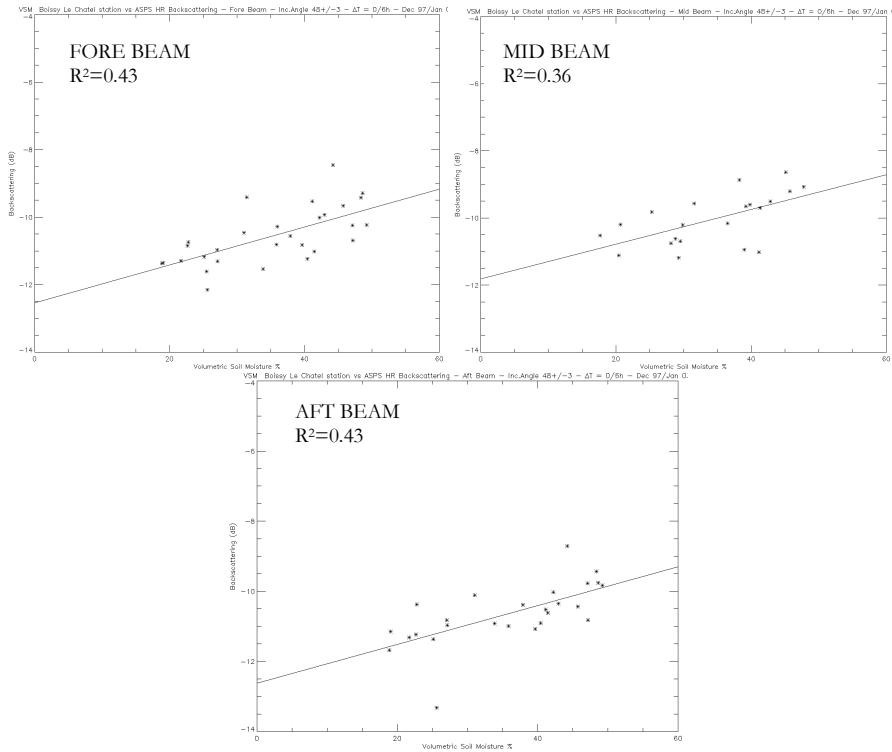 VSM Boissy Le Chatel station vs ASPS HR Backscattering – Fore Beam – Inc.Angle 48+/−3 – ΔT = D/6h – Dec 97/Jan
FORE BEAM
R²=0.43
−4
−6
−8
−10
−12
−14
Backscattering (dB)
0 20 40 60
Volumetric Soil Moisture %
VSM Boissy Le Chatel station vs ASPS HR Backscattering – Mid Beam – Inc.Angle 48+/−3 – ΔT = D/6h – Dec 97/Jan
MID BEAM
R²=0.36
−4
−6
−8
−10
−12
−14
Backscattering (dB)
0 20 40 60
Volumetric Soil Moisture %
VSM Boissy Le Chatel station vs ASPS HR Backscattering – Aft Beam – Inc.Angle 48+/−3 – ΔT = D/6h – Dec 97/Jan
AFT BEAM
R²=0.43
−4
−6
−8
−10
−12
−14
Backscattering (dB)
0 20 40 60
Volumetric Soil Moisture %